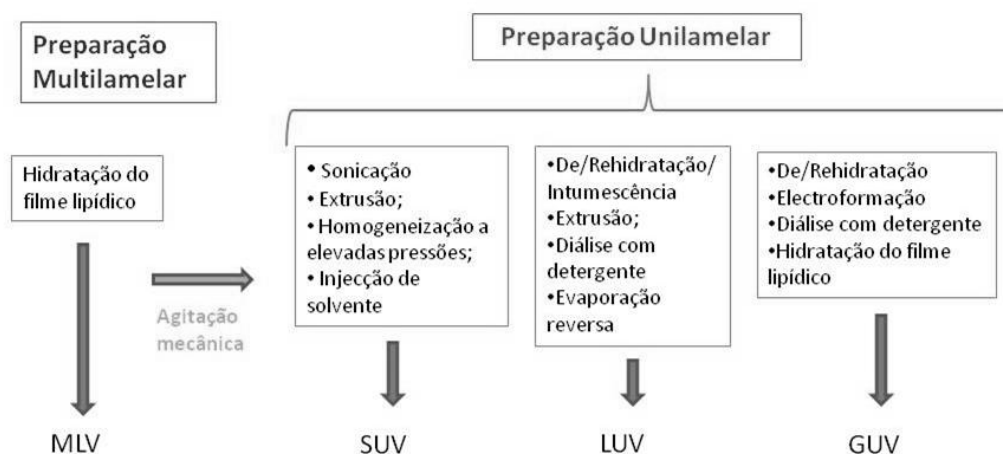 Preparação
Multilamelar
Preparação Unilamelar
Hidratação do
filme lipídico
Agitação
mecânica
• Sonicação
• Extrusão;
• Homogeneização a
elevadas pressões;
• Injecção de
solvente
•De/Rehidratação/
Intumescência
•Extrusão;
•Diálise com
detergente
•Evaporação
reversa
•De/Rehidratação
•Electroformação
•Diálise com detergente
•Hidratação do filme
lipídico
MLV
SUV
LUV
GUV